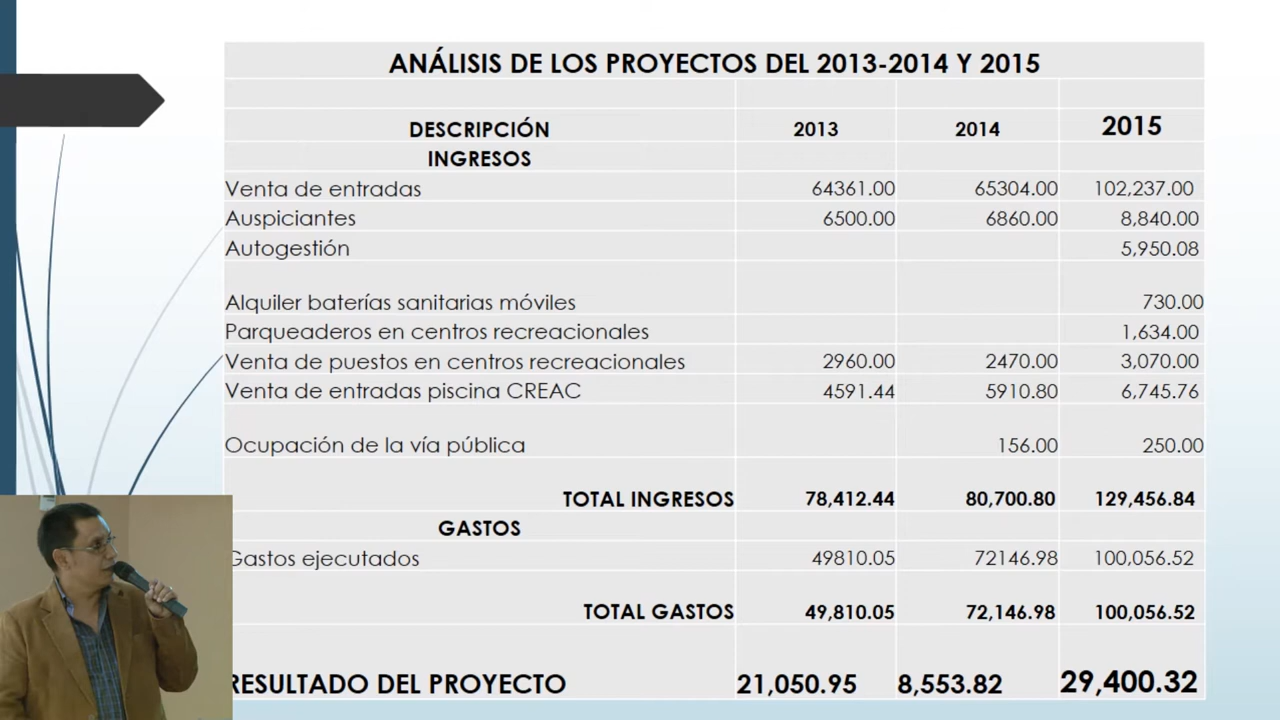 ANÁLISIS DE LOS PROYECTOS DEL 2013-2014 Y 2015
DESCRIPCIÓN 2013 2014 2015
INGRESOS
Venta de entradas 64361.00 65304.00 102,237.00
Auspiciantes 6500.00 6860.00 8,840.00
Autogestión 5,950.08
Alquiler baterías sanitarias móviles 730.00
Parqueaderos en centros recreacionales 1,634.00
Venta de puestos en centros recreacionales 2960.00 2470.00 3,070.00
Venta de entradas piscina CREAC 4591.44 5910.80 6,745.76
Ocupación de la vía pública 156.00 250.00
TOTAL INGRESOS 78,412.44 80,700.80 129,456.84
GASTOS
Gastos ejecutados 49810.05 72146.98 100,056.52
TOTAL GASTOS 49,810.05 72,146.98 100,056.52
RESULTADO DEL PROYECTO 21,050.95 8,553.82 29,400.32